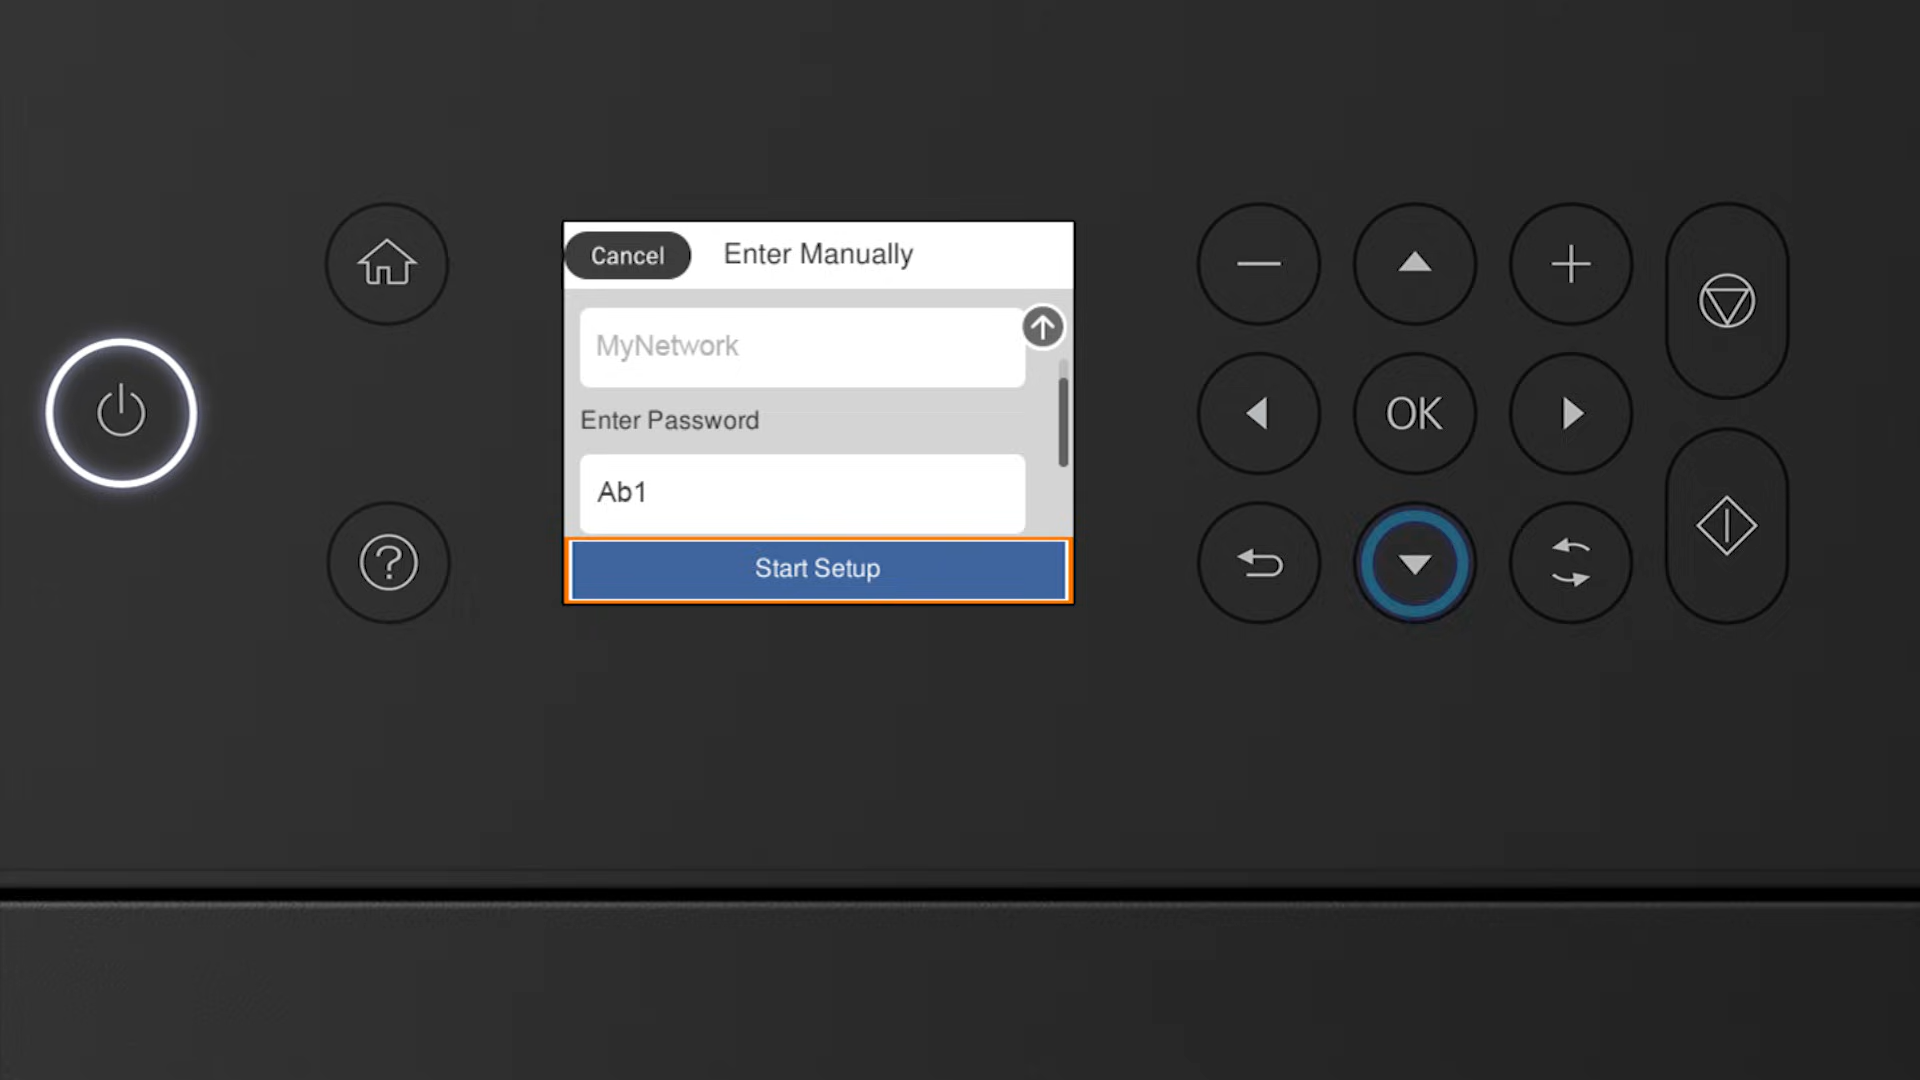 Cancel
Enter Manually
MyNetwork
Enter Password
Ab1
Start Setup
OK